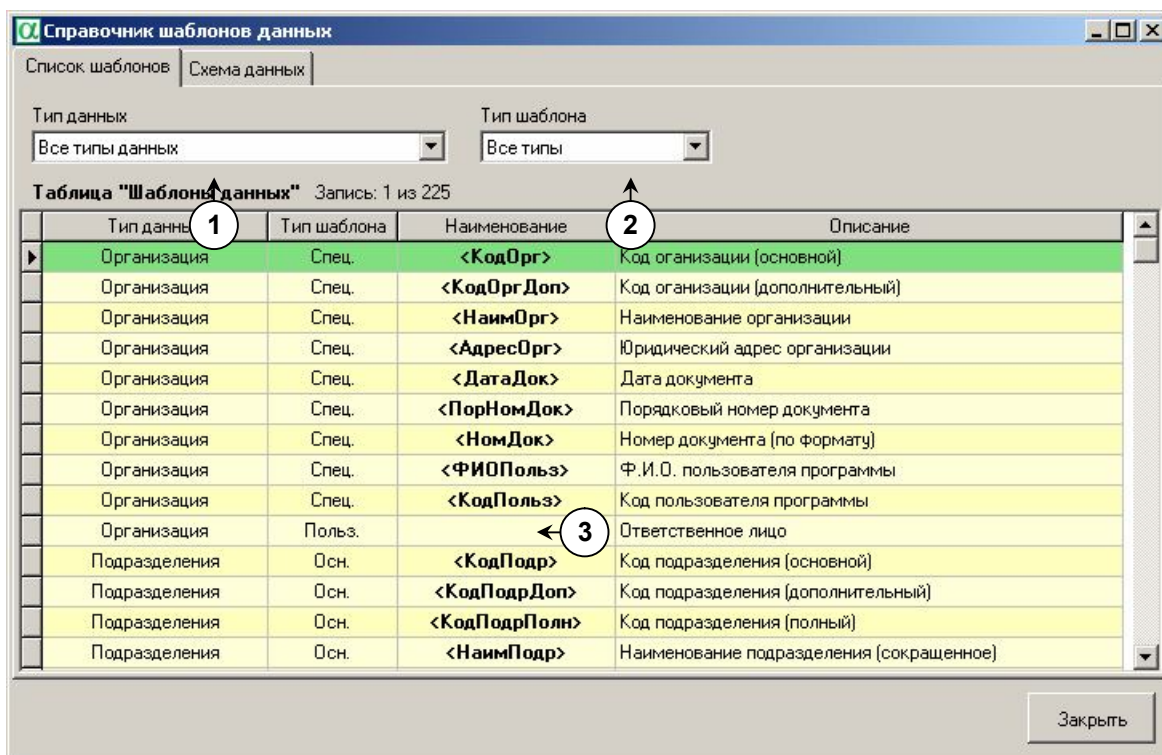 α Справочник шаблонов данных
Список шаблонов Схема данных
Тип данных Тип шаблона
Все типы данных Все типы
Таблица "Шаблоны данных" Запись: 1 из 225
1 2
Тип шаблона Наименование Описание
Организация Спец. <КодОрг> Код оганизации (основной)
Организация Спец. <КодОргДоп> Код оганизации (дополнительный)
Организация Спец. <НаимОрг> Наименование организации
Организация Спец. <АдресОрг> Юридический адрес организации
Организация Спец. <ДатаДок> Дата документа
Организация Спец. <ПорНомДок> Порядковый номер документа
Организация Спец. <НомДок> Номер документа (по формату)
Организация Спец. <ФИОПольз> Ф.И.О. пользователя программы
Организация Спец. <КодПольз> Код пользователя программы
Организация Польз. 3 Ответственное лицо
Подразделения Осн. <КодПодр> Код подразделения (основной)
Подразделения Осн. <КодПодрДоп> Код подразделения (дополнительный)
Подразделения Осн. <КодПодрПолн> Код подразделения (полный)
Подразделения Осн. <НаимПодр> Наименование подразделения (сокращенное)
Закрыть